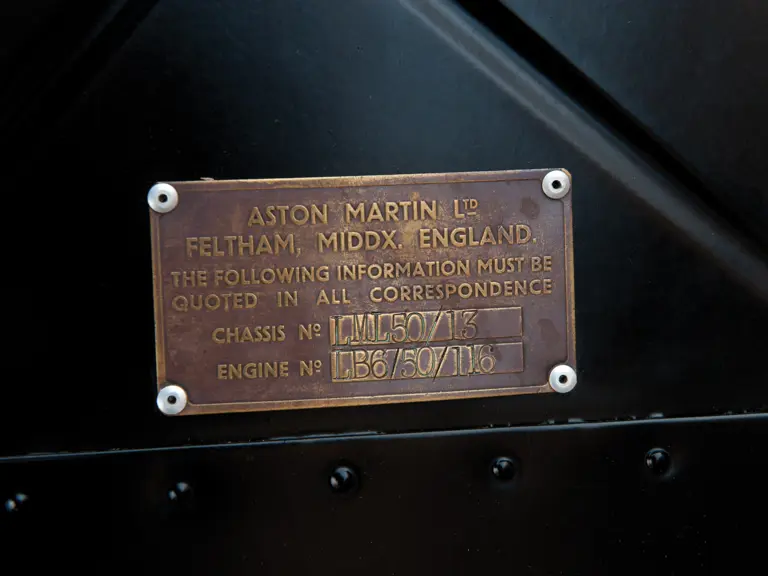 ASTON MARTIN LTD
FELTHAM, MIDDX. ENGLAND.
THE FOLLOWING INFORMATION MUST BE
QUOTED IN ALL CORRESPONDENCE
CHASSIS No LML50/13
ENGINE No LB6/50/116